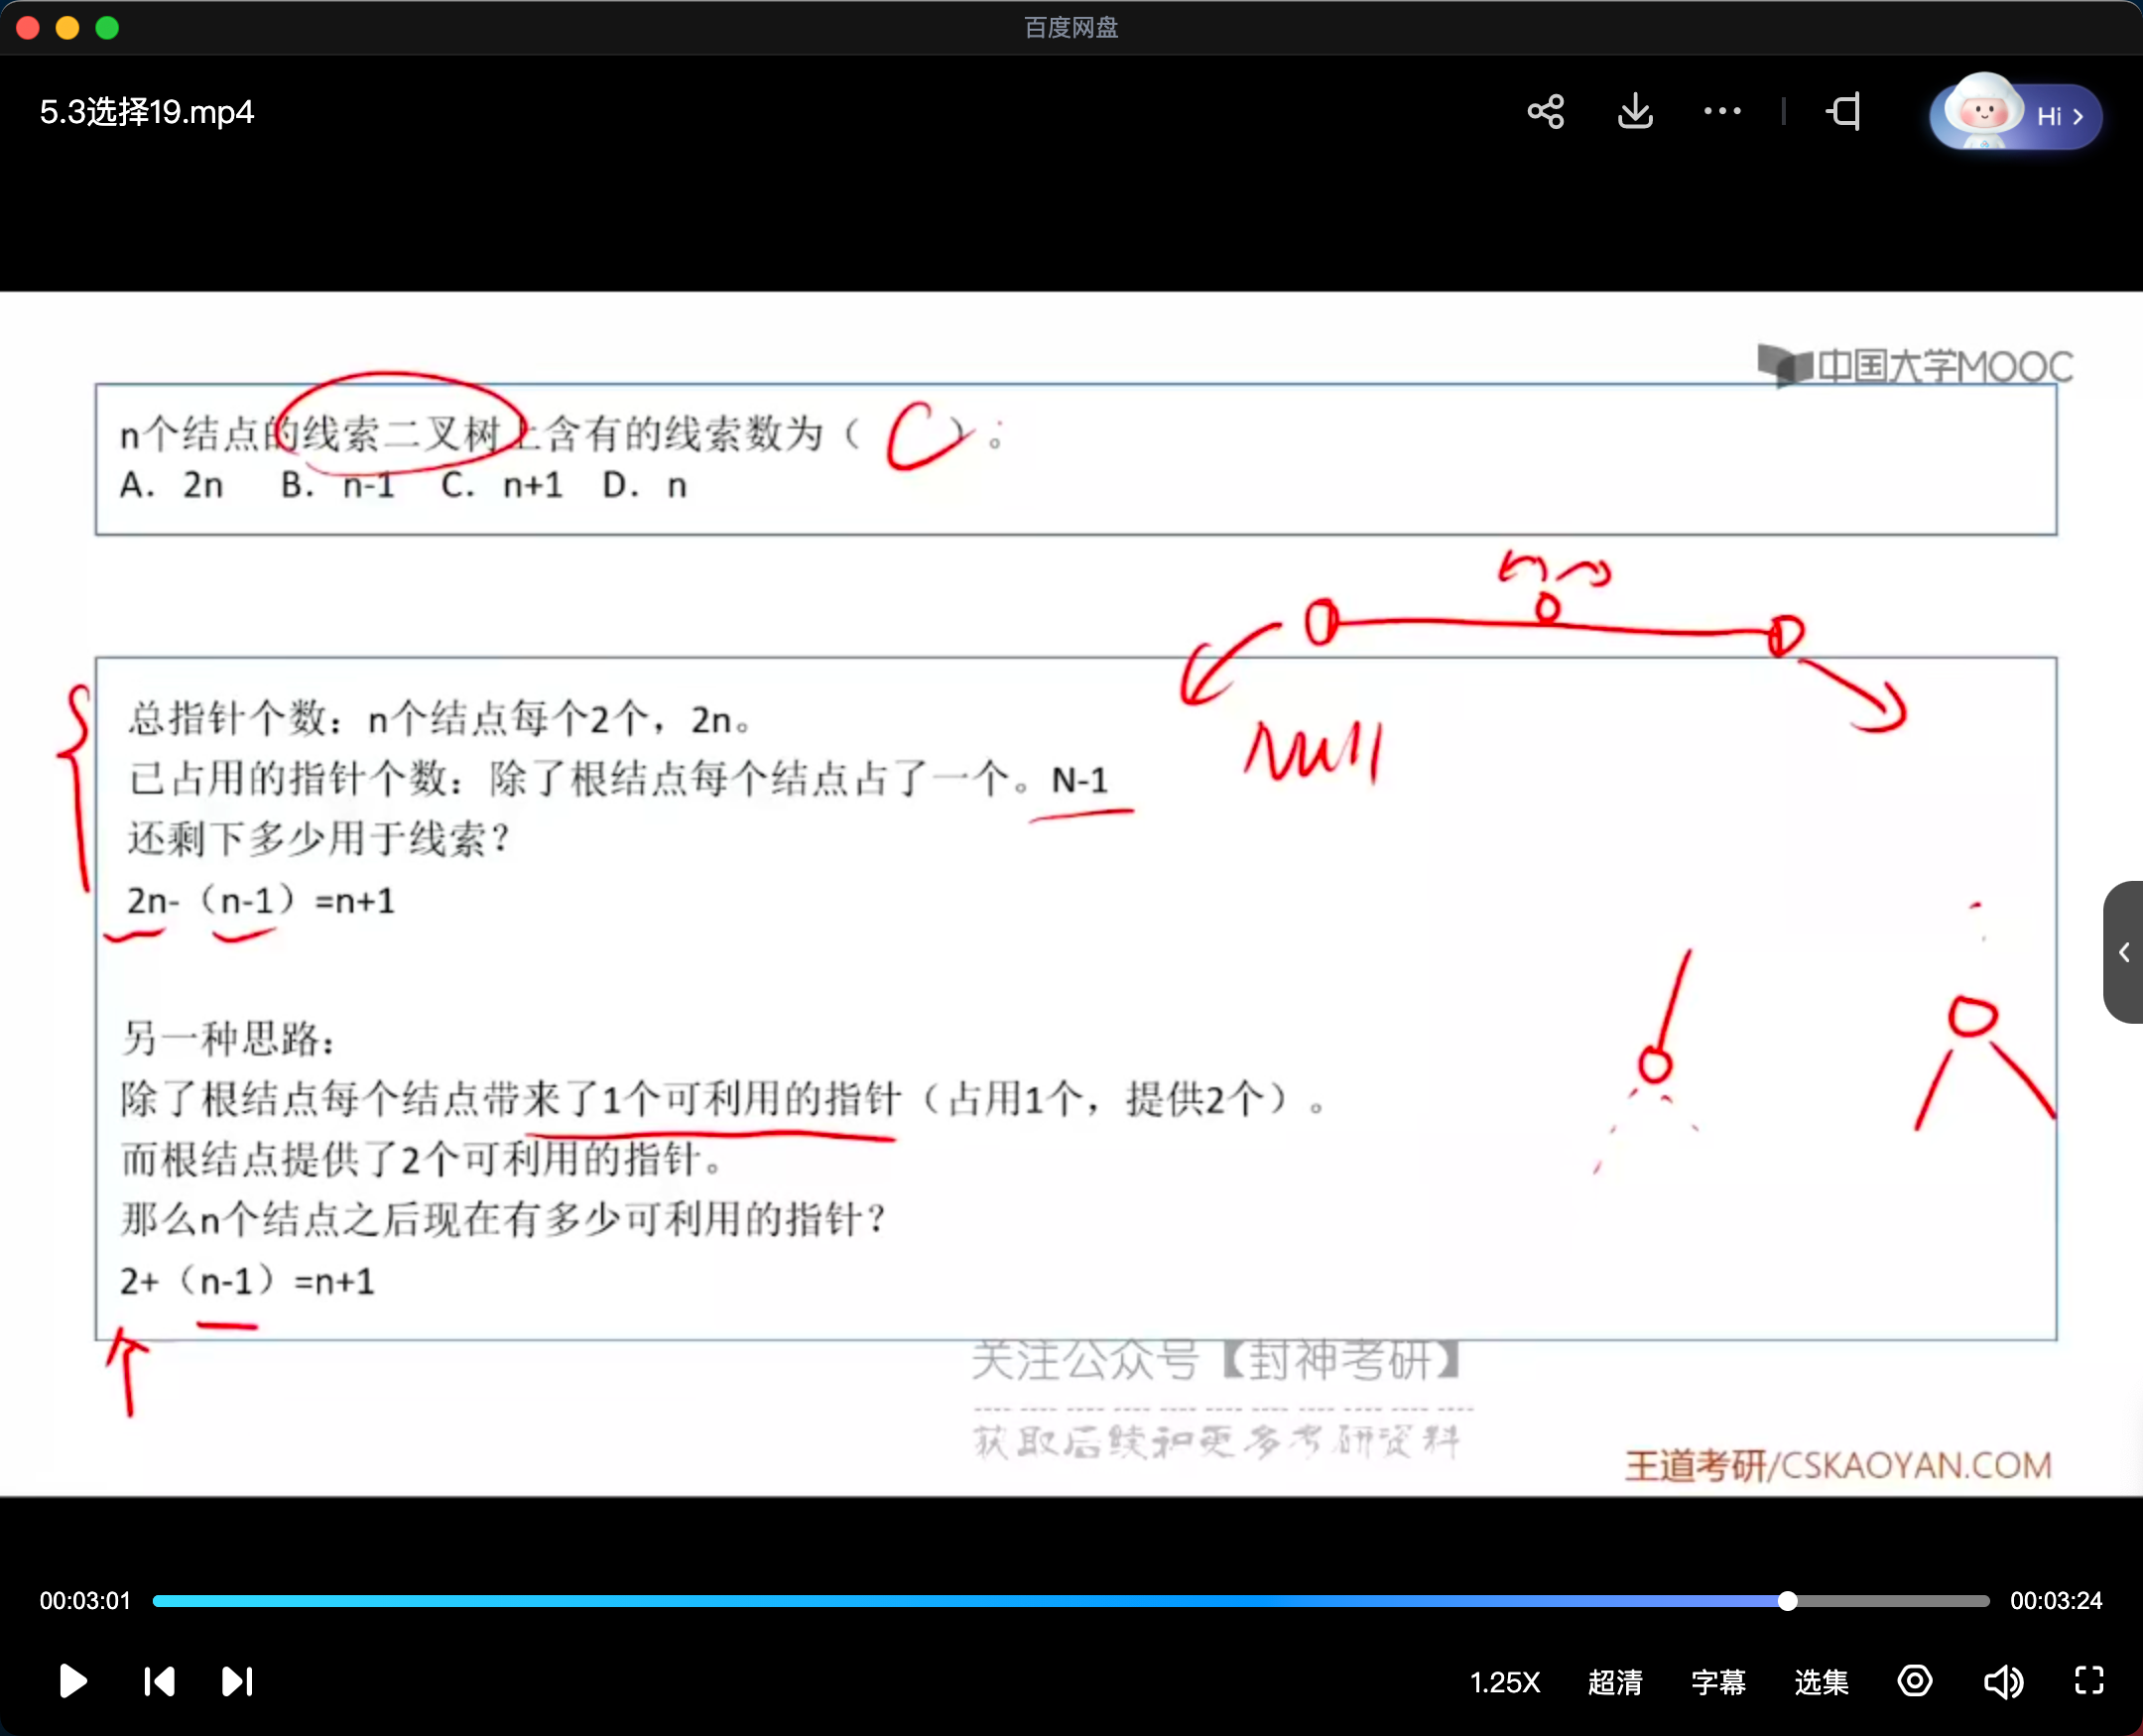 百度网盘
5.3选择19.mp4
Hi
中国大学MOOC
n个结点的线索二叉树上含有的线索数为（ C ）。
A. 2n B. n-1 C. n+1 D. n
总指针个数：n个结点每个2个，2n。
Null
已占用的指针个数：除了根结点每个结点占了一个。N-1
还剩下多少用于线索？
2n-（n-1）=n+1
另一种思路：
除了根结点每个结点带来了1个可利用的指针（占用1个，提供2个）。
而根结点提供了2个可利用的指针。
那么n个结点之后现在有多少可利用的指针？
2+（n-1）=n+1
关注公众号【封神考研】
获取后续和更多考研资料
王道考研/CSKAOYAN.COM
00:03:01
00:03:24
1.25X 超清 字幕 选集